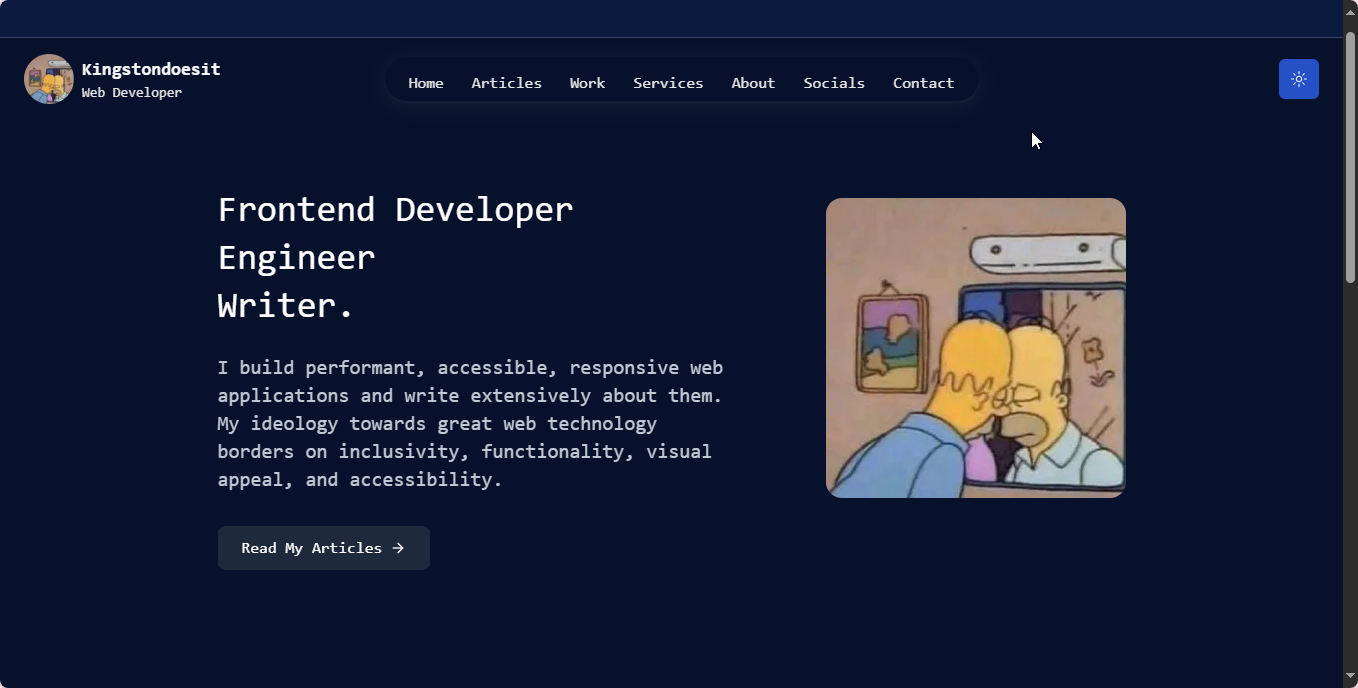 Kingstondoesit
Web Developer
Home Articles Work Services About Socials Contact
Frontend Developer
Engineer
Writer.
I build performant, accessible, responsive web
applications and write extensively about them.
My ideology towards great web technology
borders on inclusivity, functionality, visual
appeal, and accessibility.
Read My Articles →